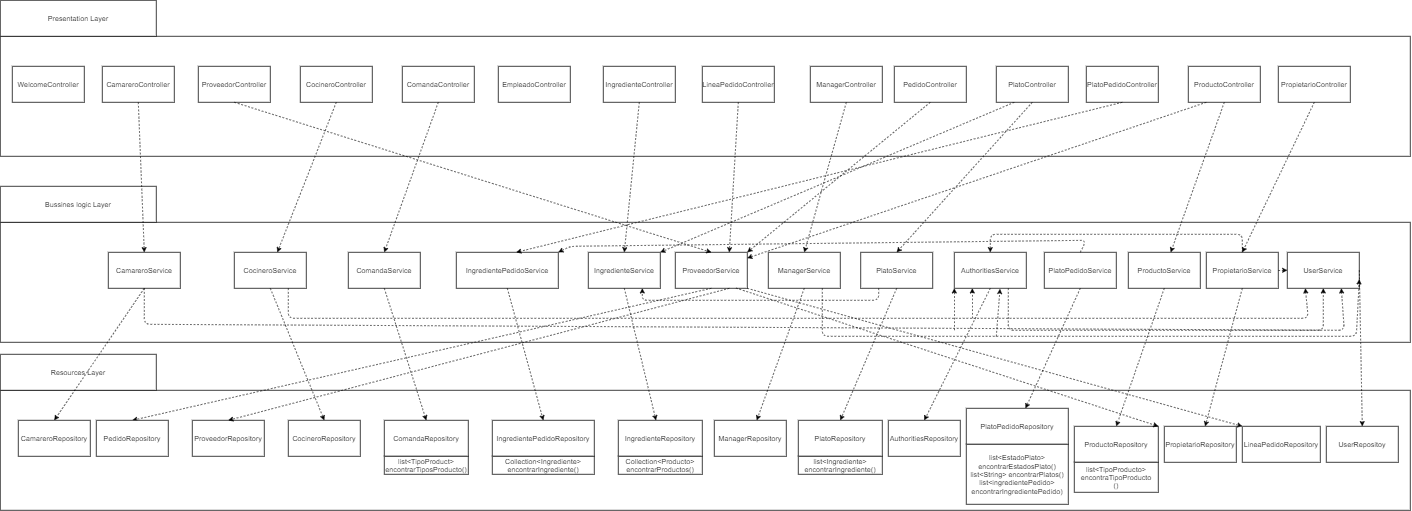 Presentation Layer
WelcomeController
CamareroController
ProveedorController
CocineroController
ComandaController
EmpleadoController
IngredienteController
LineaPedidoController
ManagerController
PedidoController
PlatoController
PlatoPedidoController
ProductoController
PropietarioController
Bussines logic Layer
CamareroService
CocineroService
ComandaService
IngredientePedidoService
IngredienteService
ProveedorService
ManagerService
PlatoService
AuthoritiesService
PlatoPedidoService
ProductoService
PropietarioService
UserService
Resources Layer
CamareroRepository
PedidoRepository
ProveedorRepository
CocineroRepository
ComandaRepository
list<TipoProduct>
encontrarTiposProducto()
IngredientePedidoRepository
Collection<Ingrediente>
encontrarIngrediente()
IngredienteRepository
Collection<Producto>
encontrarProductos()
ManagerRepository
PlatoRepository
list<Ingrediente>
encontrarIngrediente()
AuthoritiesRepository
PlatoPedidoRepository
list<EstadoPlato>
encontrarEstadosPlato()
list<String> encontrarPlatos()
list<ingredientePedido>
encontrarIngredientePedido)
ProductoRepository
list<TipoProducto>
encontraTipoProducto
()
PropietarioRepository
LineaPedidoRepository
UserRepositoy